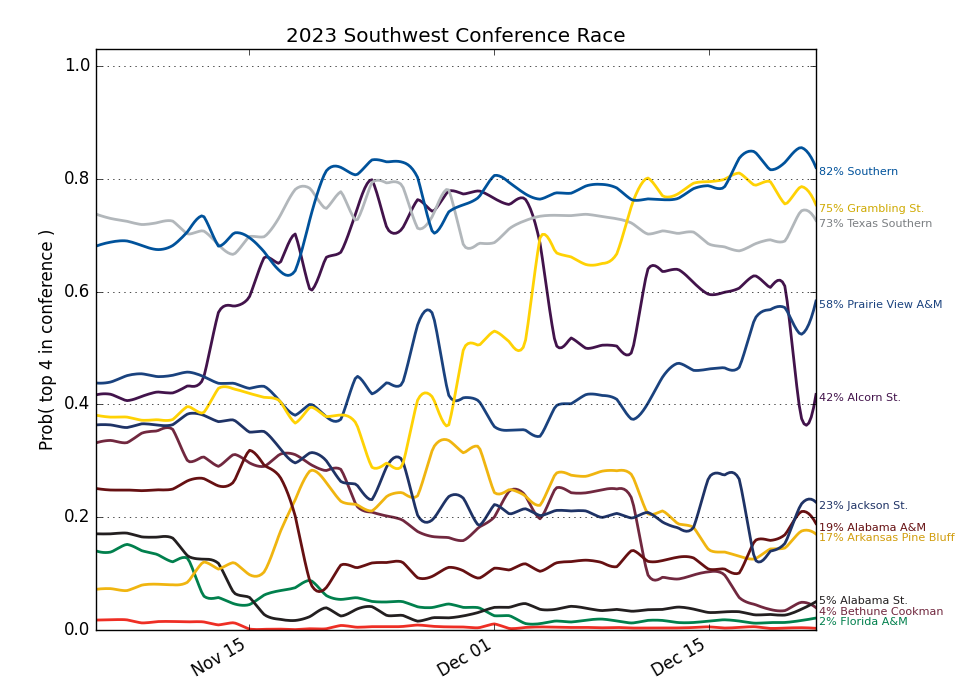 2023 Southwest Conference Race
Prob( top 4 in conference )
1.0
0.8
0.6
0.4
0.2
0.0
Nov 15
Dec 01
Dec 15
82% Southern
75% Grambling St.
73% Texas Southern
58% Prairie View A&M
42% Alcorn St.
23% Jackson St.
19% Alabama A&M
17% Arkansas Pine Bluff
5% Alabama St.
4% Bethune Cookman
2% Florida A&M